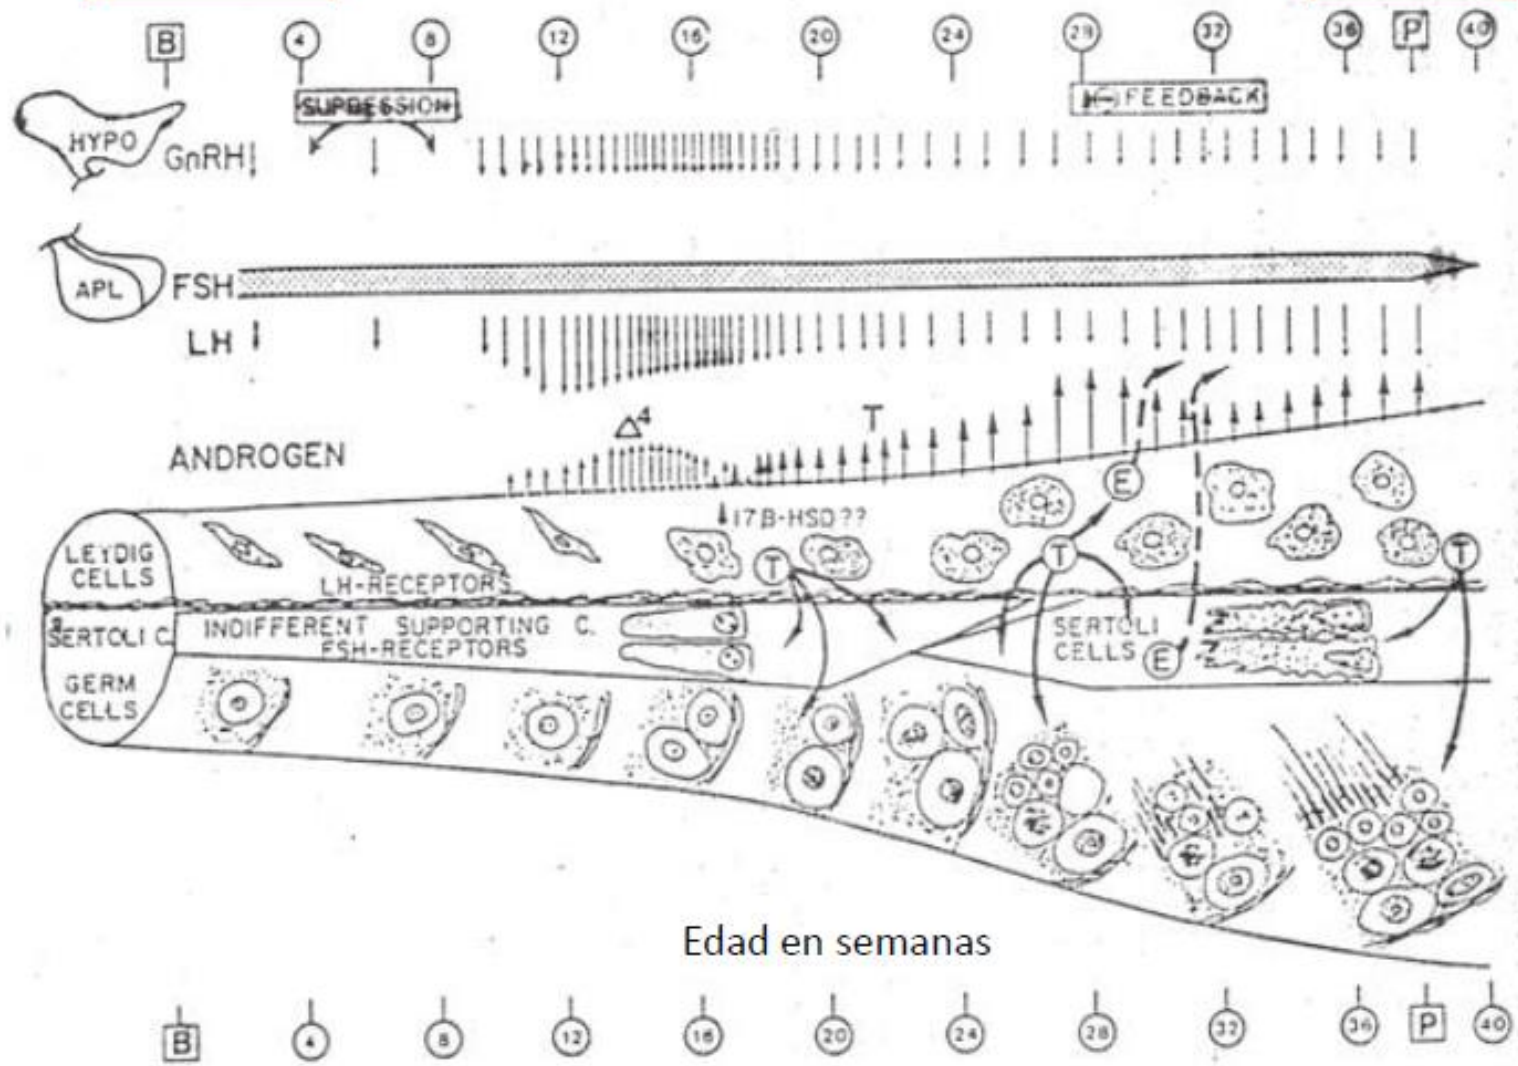 B 4 8 12 16 20 24 28 32 36 P 40
SUPRESSION
(-) FEEDBACK
HYPO
GnRH
APL
FSH
LH
Δ4
T
ANDROGEN
E
17B-HSD??
LEYDIG
CELLS
LH-RECEPTORS
T
T
T
SERTOLI C.
INDIFFERENT SUPPORTING C.
FSH-RECEPTORS
SERTOLI
CELLS
E
GERM
CELLS
Edad en semanas
B 4 8 12 16 20 24 28 32 36 P 40